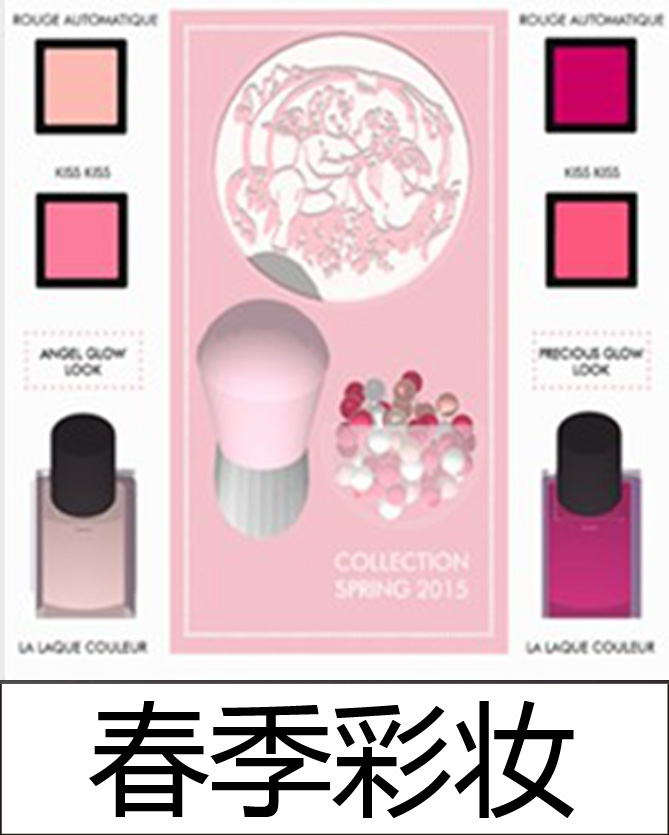 ROUGE AUTOMATIQUE
KISS KISS
ANGEL GLOW
LOOK
LA LAQUE COULEUR
COLLECTION
SPRING 2015
ROUGE AUTOMATIQUE
KISS KISS
PRECIOUS GLOW
LOOK
LA LAQUE COULEUR
春季彩妆